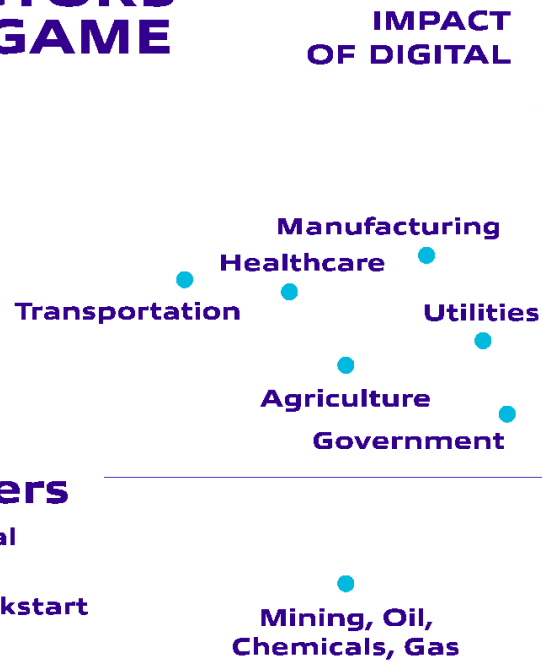 GAME
IMPACT
OF DIGITAL
Manufacturing
Healthcare
Transportation
Utilities
Agriculture
Government
ers
al
kstart
Mining, Oil,
Chemicals, Gas